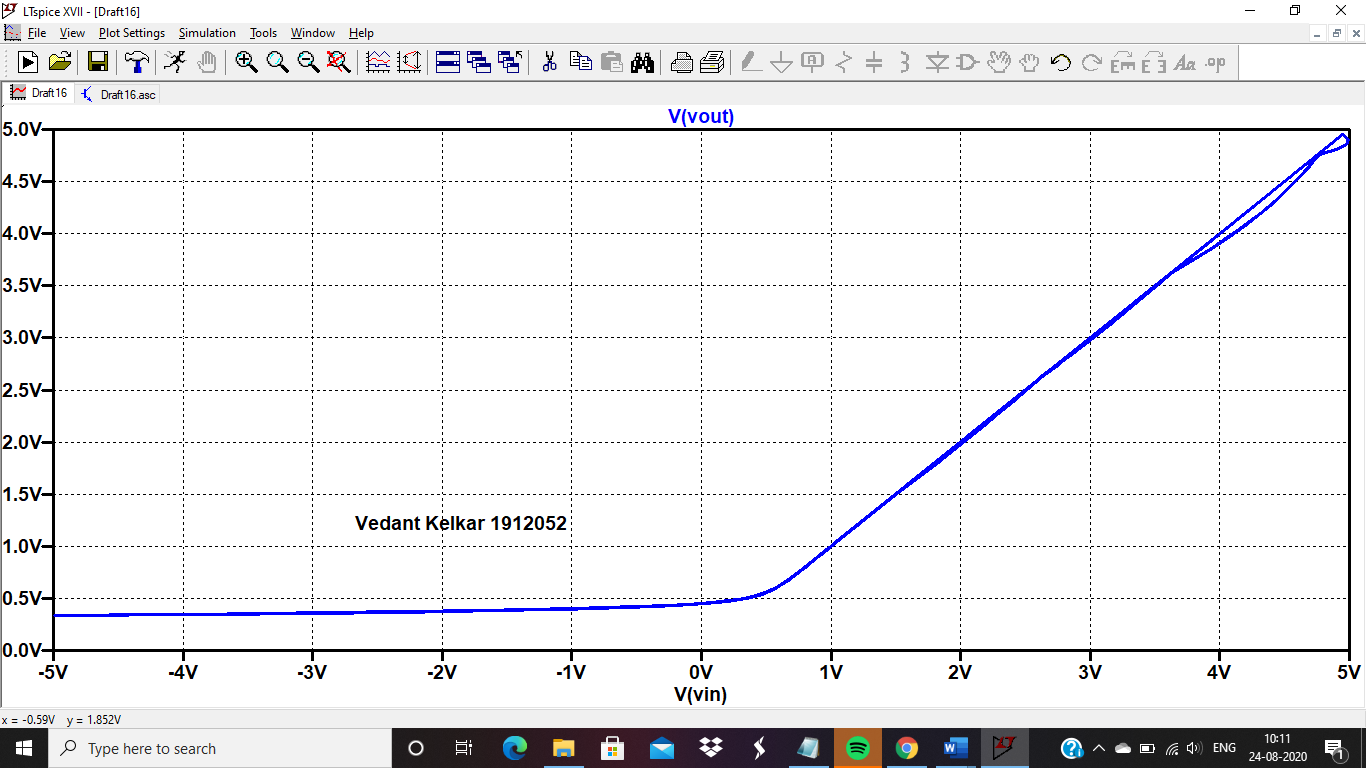 LTspice XVII - [Draft16]
File View Plot Settings Simulation Tools Window Help
Draft16 Draft16.asc
V(vout)
5.0V
4.5V
4.0V
3.5V
3.0V
2.5V
2.0V
1.5V
Vedant Kelkar 1912052
1.0V
0.5V
0.0V
-5V -4V -3V -2V -1V 0V 1V 2V 3V 4V 5V
V(vin)
x = -0.59V y = 1.852V
Type here to search
ENG
10:11
24-08-2020
1